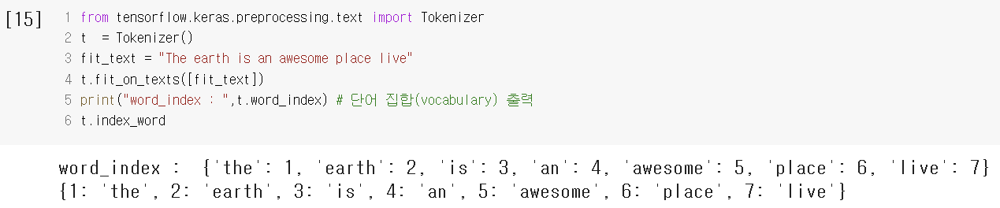 [15] 1 from tensorflow.keras.preprocessing.text import Tokenizer
2 t  = Tokenizer()
3 fit_text = "The earth is an awesome place live"
4 t.fit_on_texts([fit_text])
5 print("word_index : ",t.word_index) # 단어 집합(vocabulary) 출력
6 t.index_word
word_index :  {'the': 1, 'earth': 2, 'is': 3, 'an': 4, 'awesome': 5, 'place': 6, 'live': 7}
{1: 'the', 2: 'earth', 3: 'is', 4: 'an', 5: 'awesome', 6: 'place', 7: 'live'}